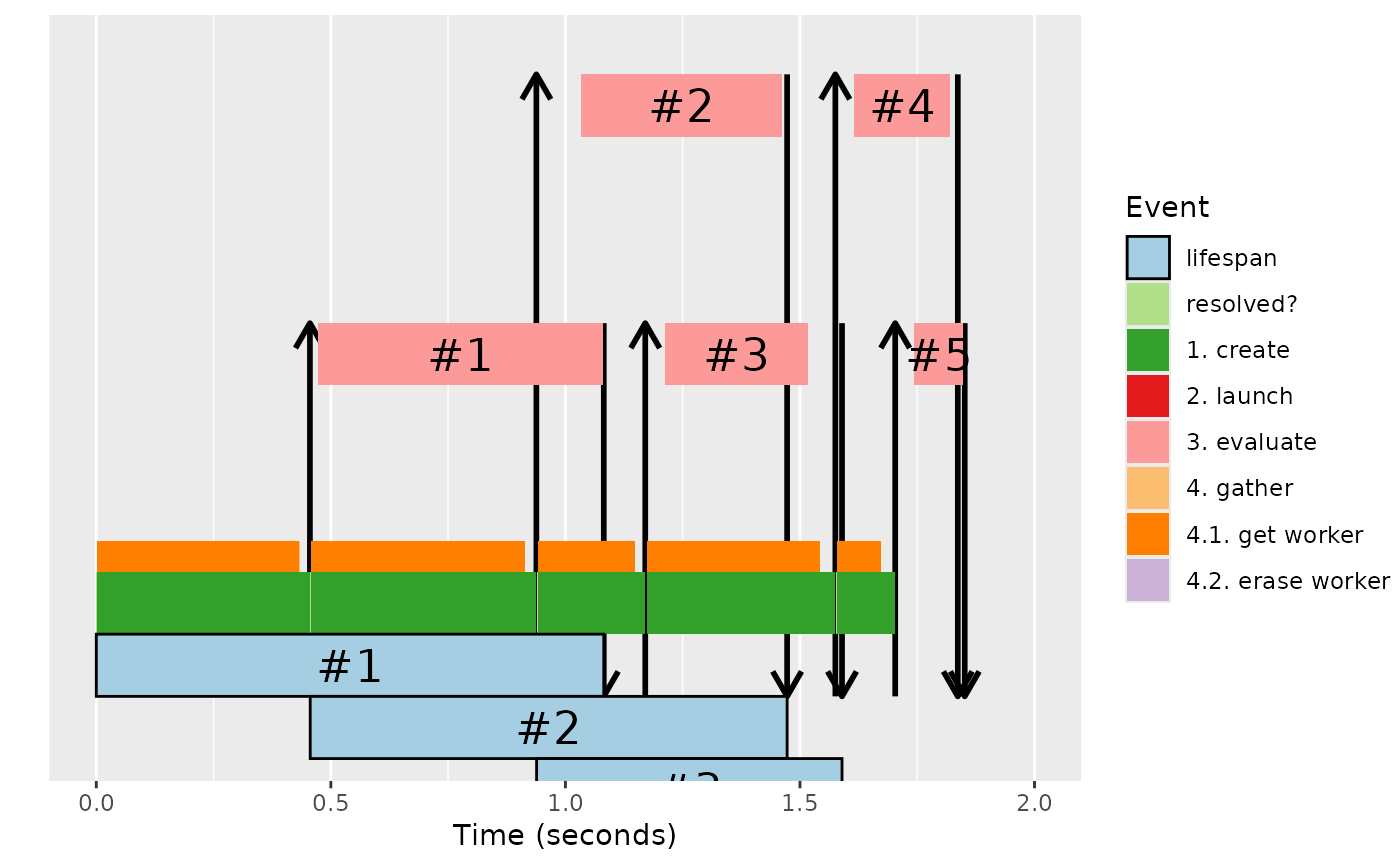 #2
#4
#1
#3
#5
#1
#2
0.0
0.5
1.0
1.5
2.0
Time (seconds)
Event
lifespan
resolved?
1. create
2. launch
3. evaluate
4. gather
4.1. get worker
4.2. erase worker